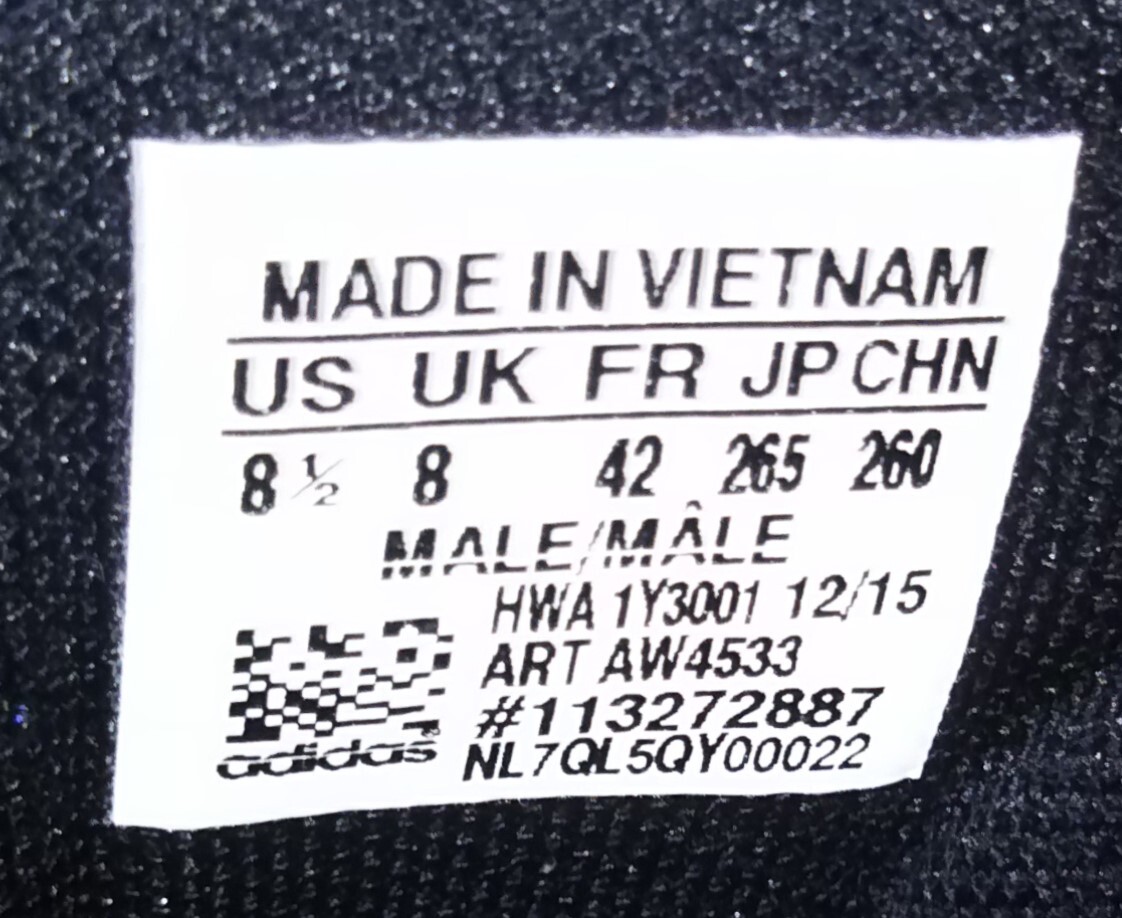 MADE IN VIETNAM
US UK FR JP CHN
8 ½ 8 42 265 260
MALE/MÂLE
HWA 1Y3001 12/15
ART AW4533
#113272887
adidas NL7QL5QY00022